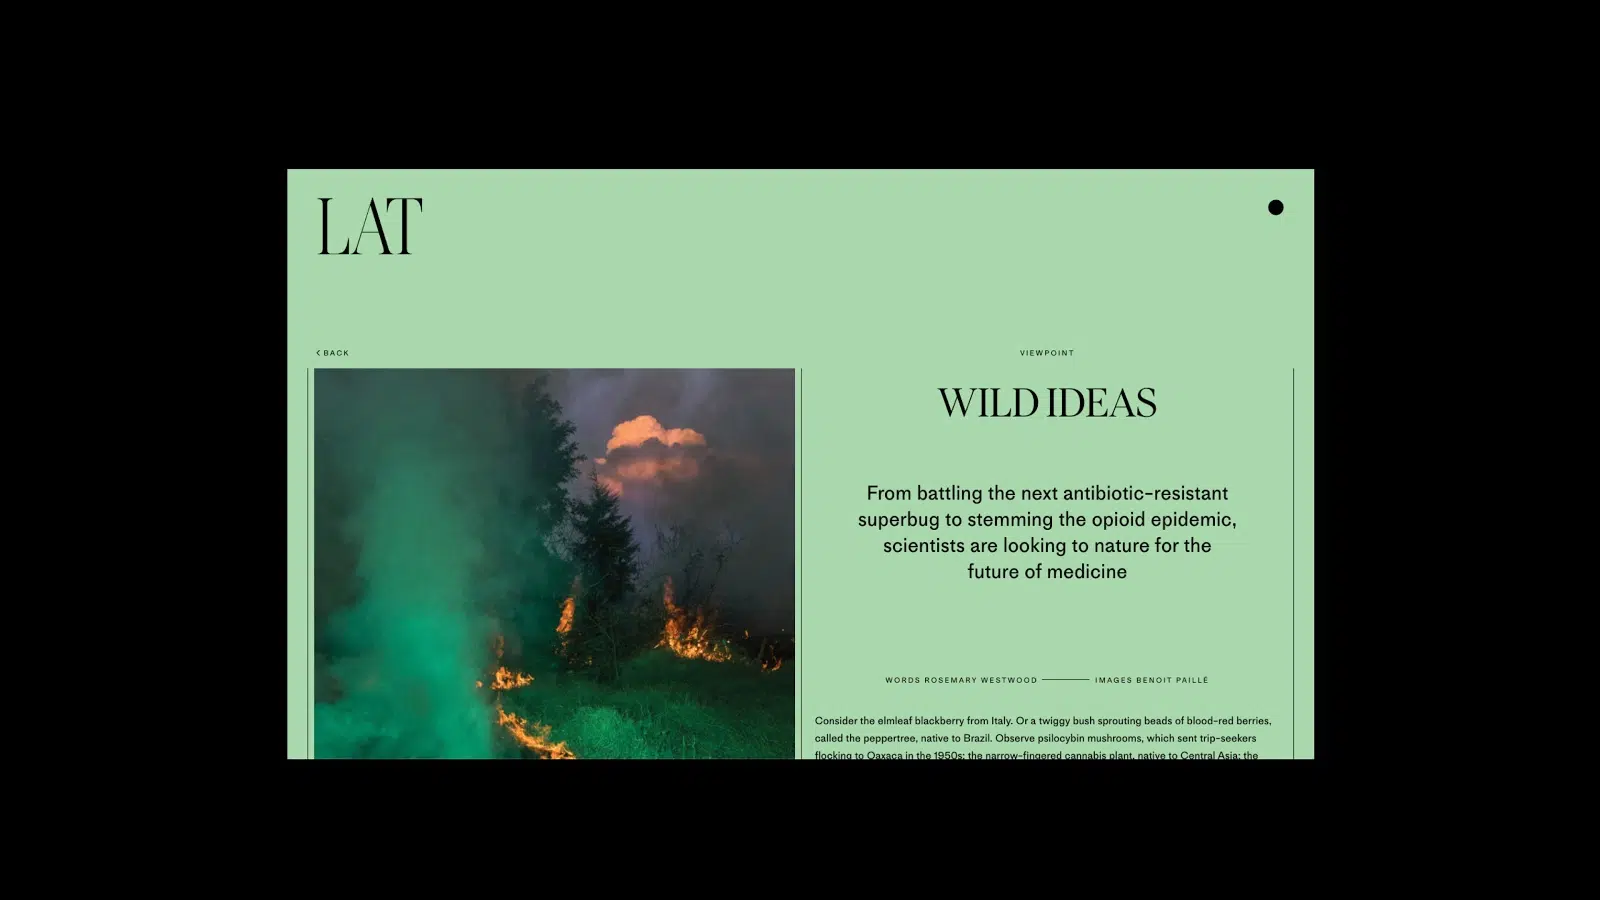 LAT
BACK
VIEWPOINT
WILD IDEAS
From battling the next antibiotic-resistant
superbug to stemming the opioid epidemic,
scientists are looking to nature for the
future of medicine
WORDS ROSEMARY WESTWOOD
IMAGES BENOIT PAILLÉ
Consider the elmleaf blackberry from Italy. Or a twiggy bush sprouting beads of blood-red berries,
called the peppertree, native to Brazil. Observe psilocybin mushrooms, which sent trip-seekers
flocking to Oaxaca in the 1950s; the narrow-fingered cannabis plant, native to Central Asia; the